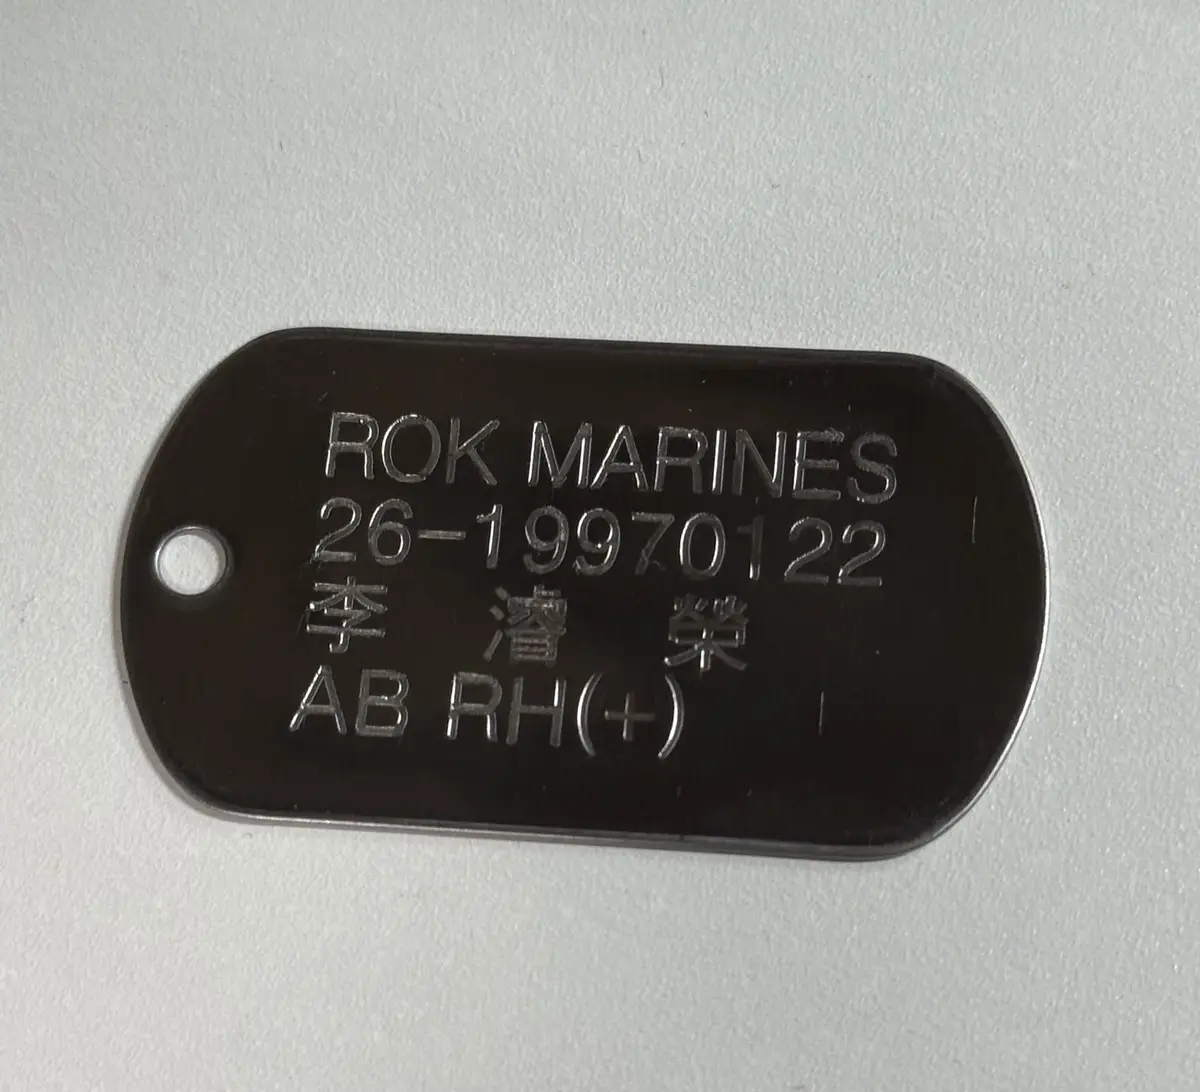 ROK MARINES
26-19970122
李 濬 榮
AB RH(+)